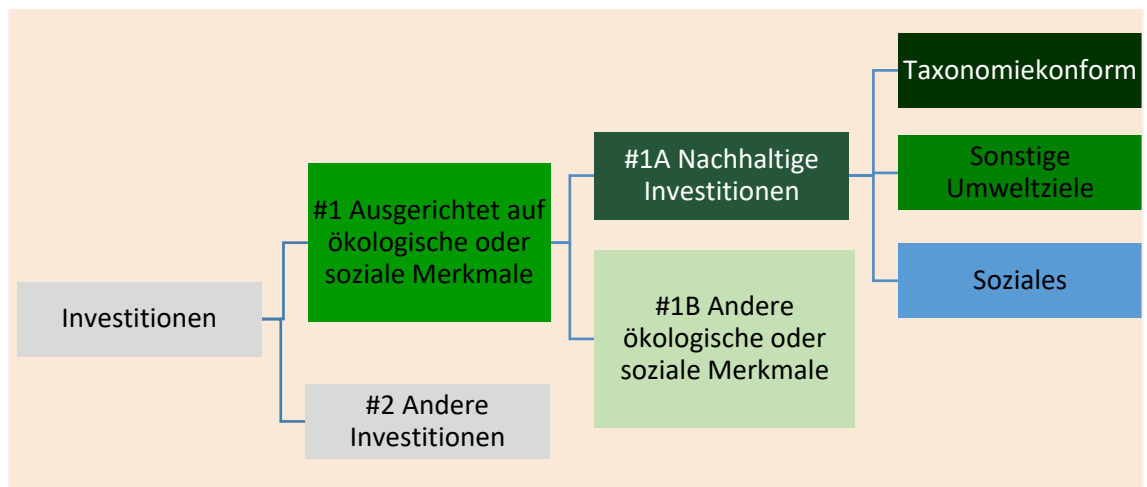 Investitionen
#1 Ausgerichtet auf
ökologische oder
soziale Merkmale
#2 Andere
Investitionen
#1A Nachhaltige
Investitionen
#1B Andere
ökologische oder
soziale Merkmale
Taxonomiekonform
Sonstige
Umweltziele
Soziales